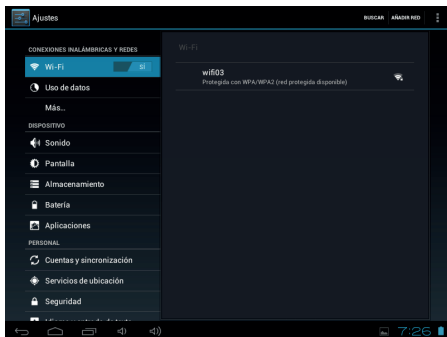 Ajustes
BUSCAR AÑADIR RED
CONEXIONES INALÁMBRICAS Y REDES
Wi-Fi SÍ
Uso de datos
Más...
DISPOSITIVO
Sonido
Pantalla
Almacenamiento
Batería
Aplicaciones
PERSONAL
Cuentas y sincronización
Servicios de ubicación
Seguridad
Wi-Fi
wifi03
Protegida con WPA/WPA2 (red protegida disponible)
7:26